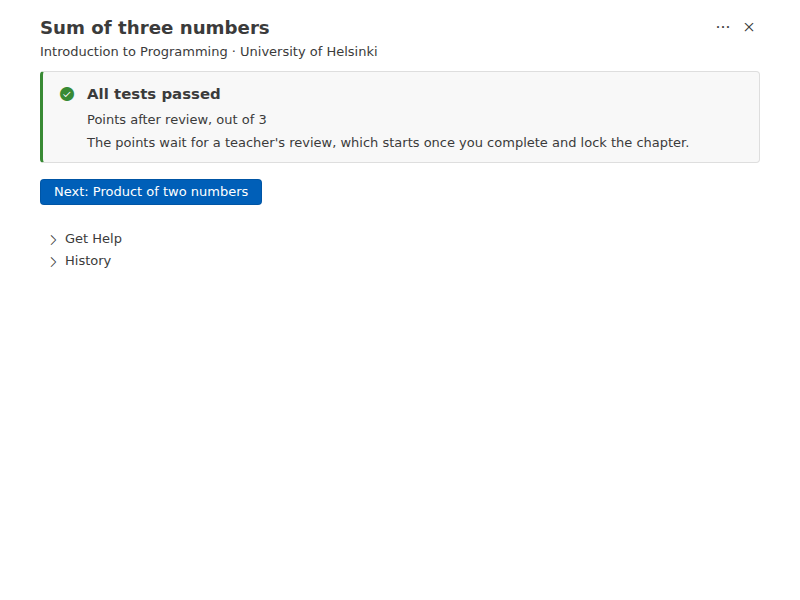 Sum of three numbers
Introduction to Programming · University of Helsinki
All tests passed
Points after review, out of 3
The points wait for a teacher's review, which starts once you complete and lock the chapter.
Next: Product of two numbers
Get Help
History